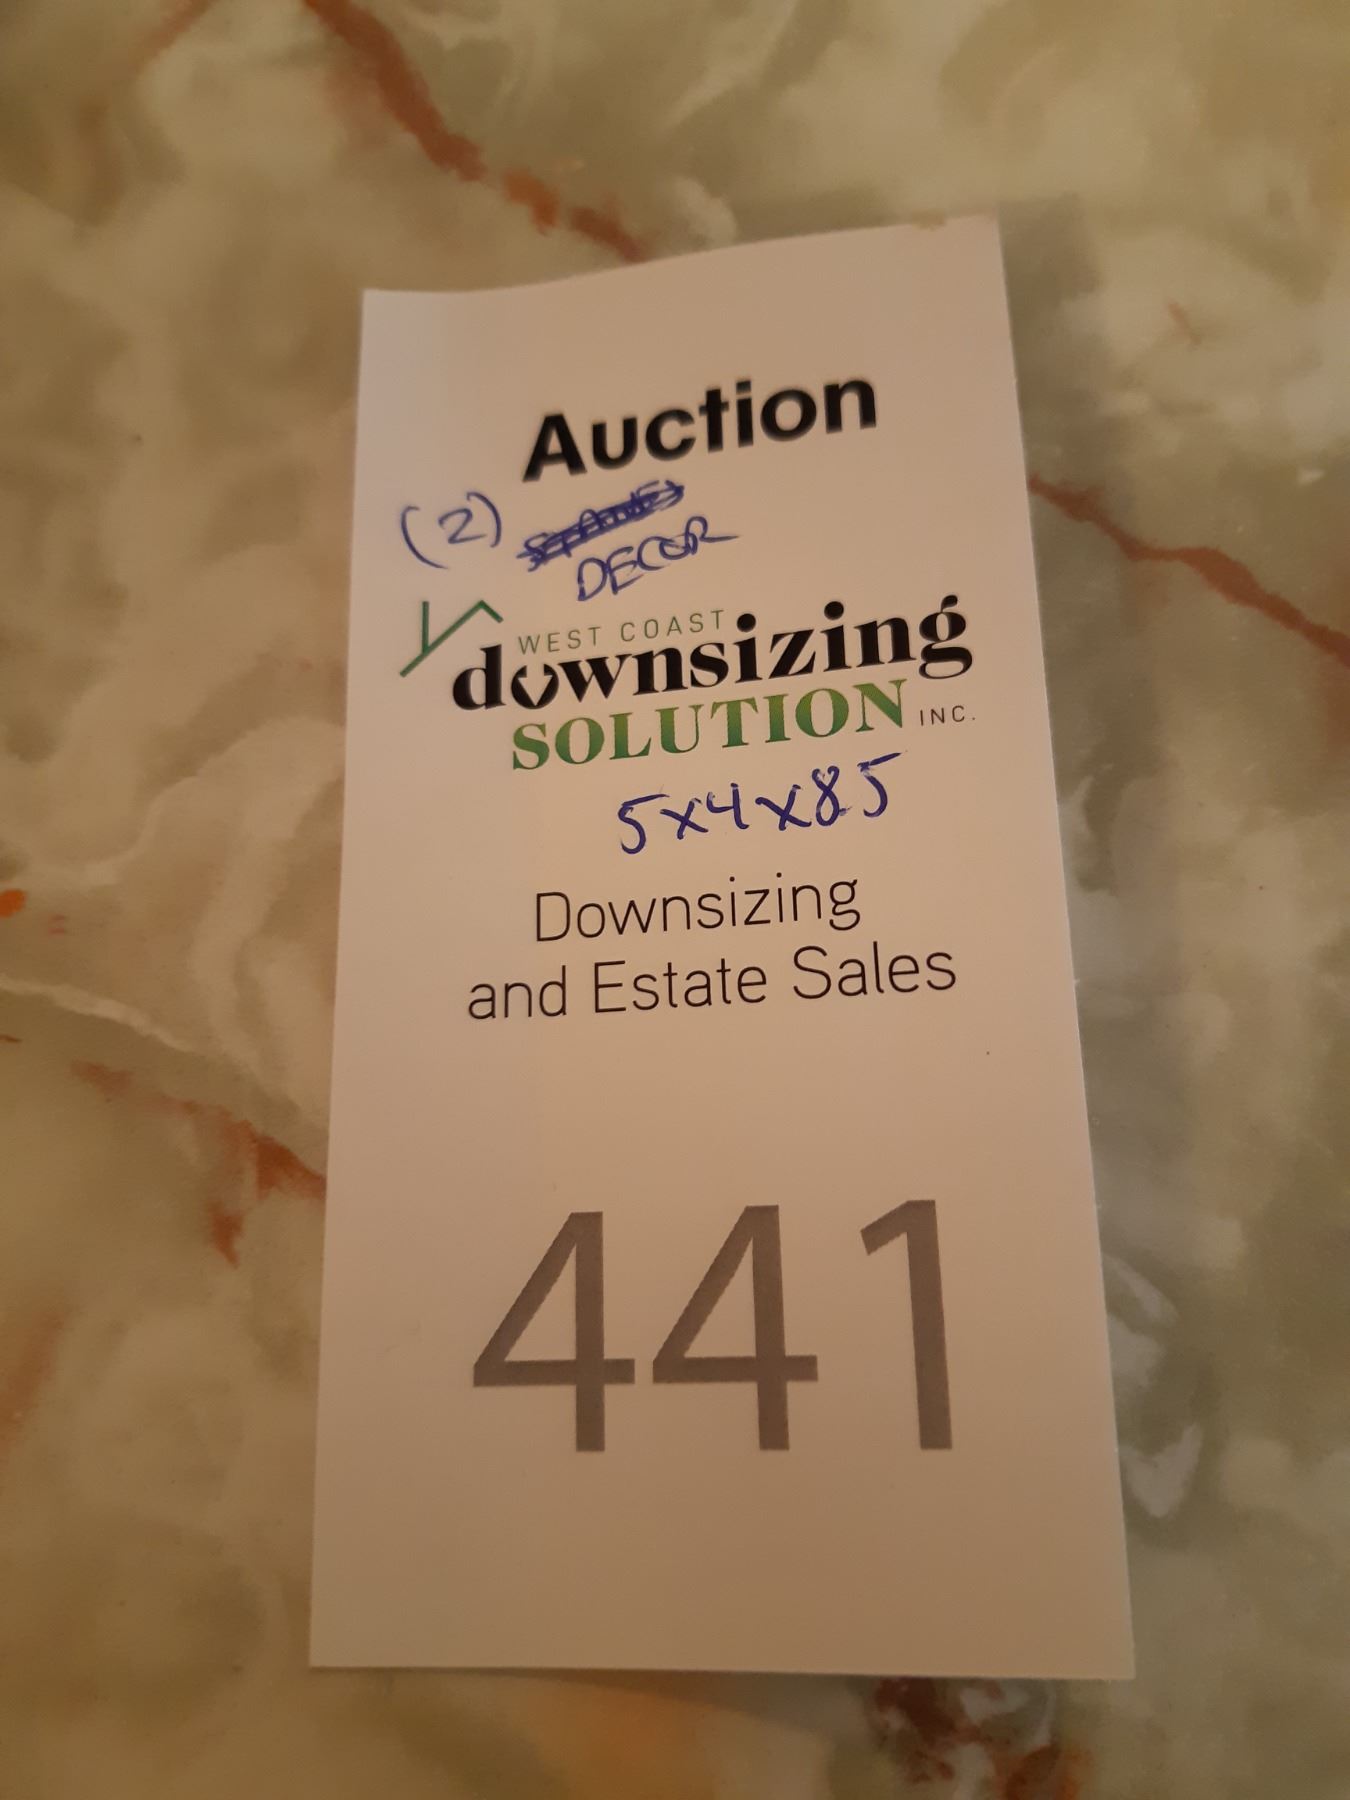 Auction
(2)
DECOR
WEST COAST
downsizing
SOLUTION INC.
5x4x85
Downsizing
and Estate Sales
441